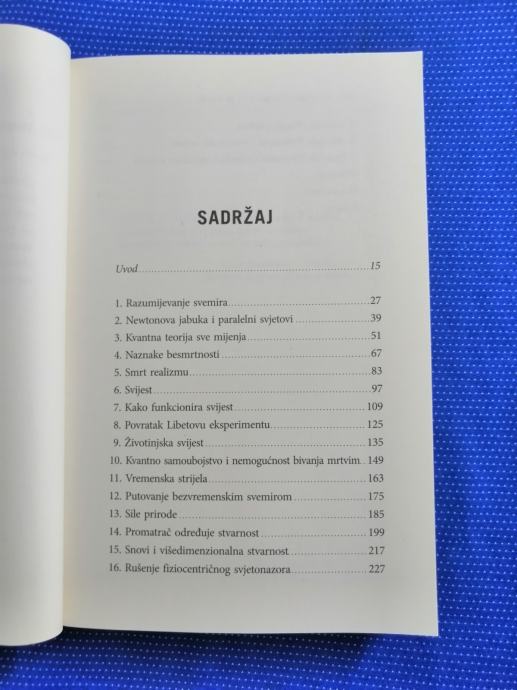 SADRŽAJ
Uvod 15
1. Razumijevanje svemira 27
2. Newtonova jabuka i paralelni svjetovi 39
3. Kvantna teorija sve mijenja 51
4. Naznake besmrtnosti 67
5. Smrt realizmu 83
6. Svijest 97
7. Kako funkcionira svijest 109
8. Povratak Libetovu eksperimentu 125
9. Životinjska svijest 135
10. Kvantno samoubojstvo i nemogućnost bivanja mrtvim 149
11. Vremenska strijela 163
12. Putovanje bezvremenskim svemirom 175
13. Sile prirode 185
14. Promatrač određuje stvarnost 199
15. Snovi i višedimenzionalna stvarnost 217
16. Rušenje fiziocentričnog svjetonazora 227